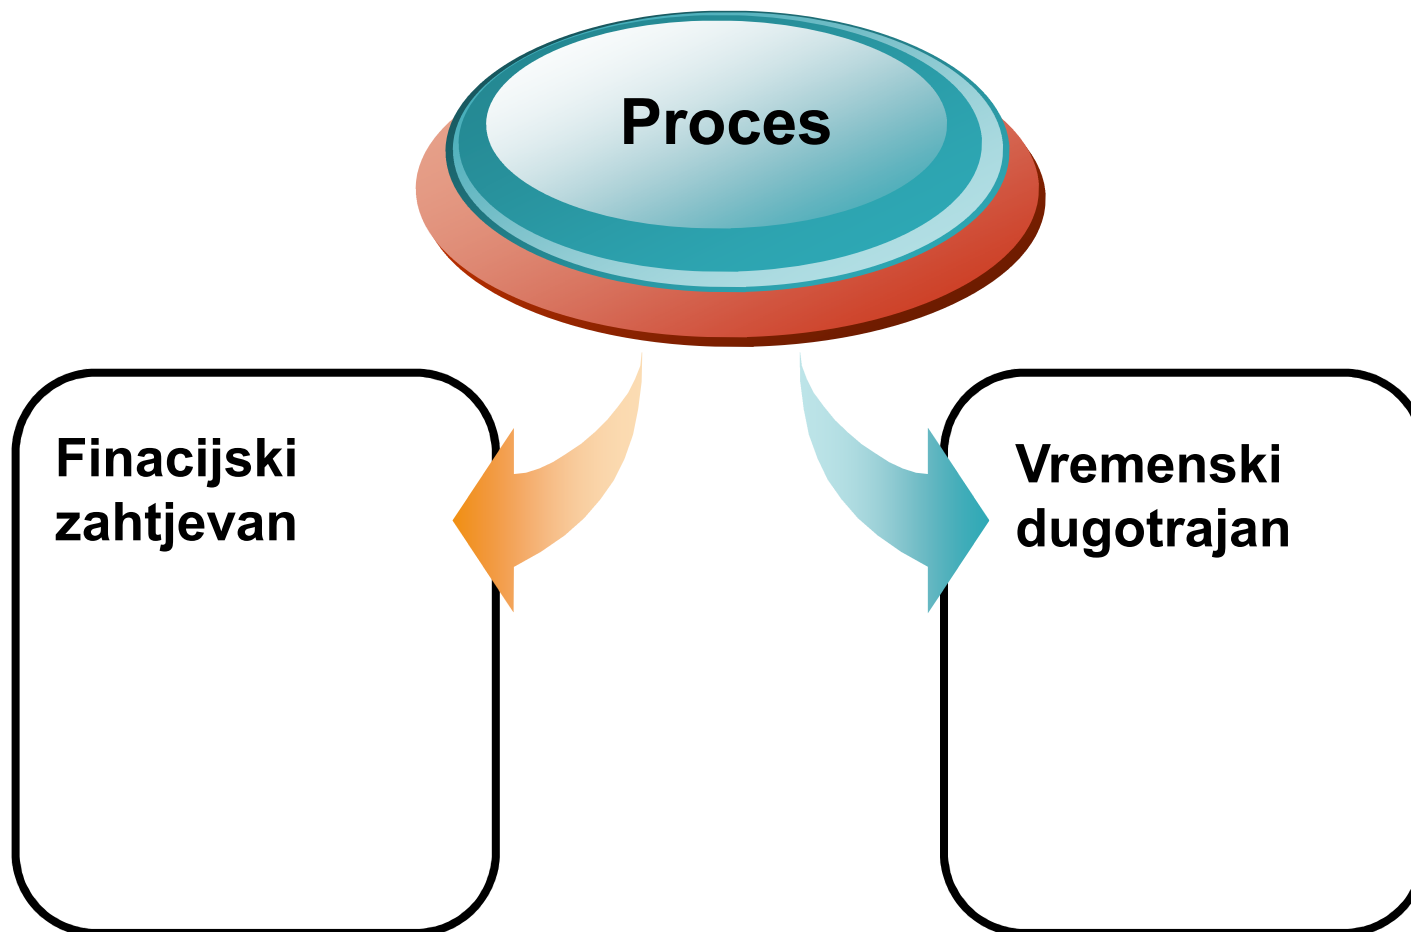 Proces
Finacijski
zahtjevan
Vremenski
dugotrajan